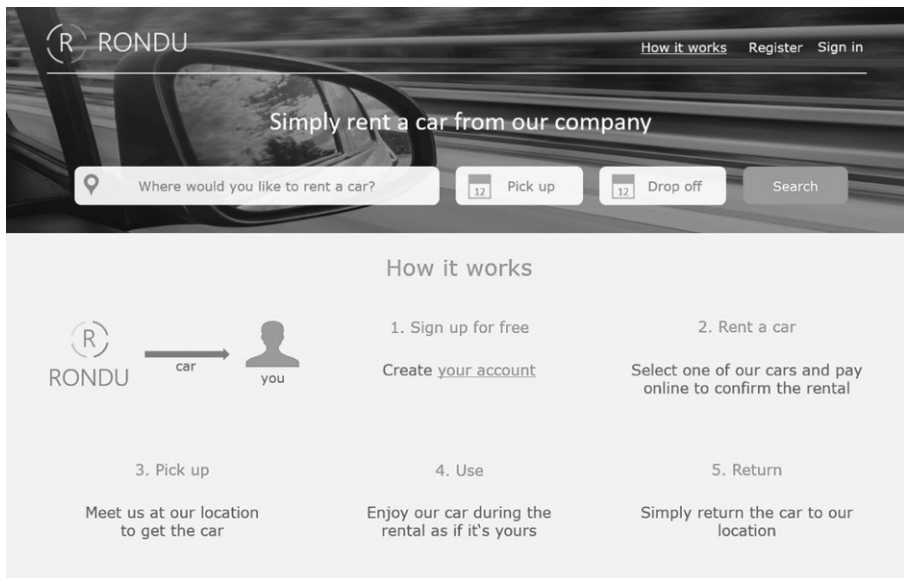 R RONDU
How it works Register Sign in
Simply rent a car from our company
Where would you like to rent a car? 12 Pick up 12 Drop off Search
How it works
R
RONDU
car
you
1. Sign up for free
Create your account
2. Rent a car
Select one of our cars and pay
online to confirm the rental
3. Pick up
Meet us at our location
to get the car
4. Use
Enjoy our car during the
rental as if it's yours
5. Return
Simply return the car to our
location